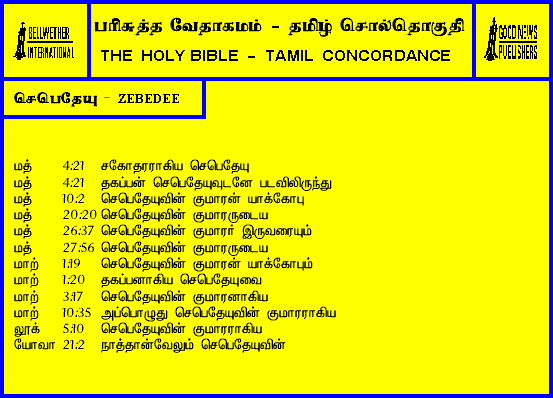 BELLWETHER
INTERNATIONAL
பரிசுத்த வேதாகமம் - தமிழ் சொல்தொகுதி
THE HOLY BIBLE - TAMIL CONCORDANCE
GOOD NEWS
PUBLISHERS
செபெதேயு - ZEBEDEE
மத் 4:21 சகோதரராகிய செபெதேயு
மத் 4:21 தகப்பன் செபெதேயுவுடனே படவிலிருந்து
மத் 10:2 செபெதேயுவின் குமாரன் யாக்கோபு
மத் 20:20 செபெதேயுவின் குமாரருடைய
மத் 26:37 செபெதேயுவின் குமாரர் இருவரையும்
மத் 27:56 செபெதேயுவின் குமாரருடைய
மாற் 1:19 செபெதேயுவின் குமாரன் யாக்கோபும்
மாற் 1:20 தகப்பனாகிய செபெதேயுவை
மாற் 3:17 செபெதேயுவின் குமாரனாகிய
மாற் 10:35 அப்பொழுது செபெதேயுவின் குமாரராகிய
லூக் 5:10 செபெதேயுவின் குமாரராகிய
யோவா 21:2 நாத்தான்வேலும் செபெதேயுவின்